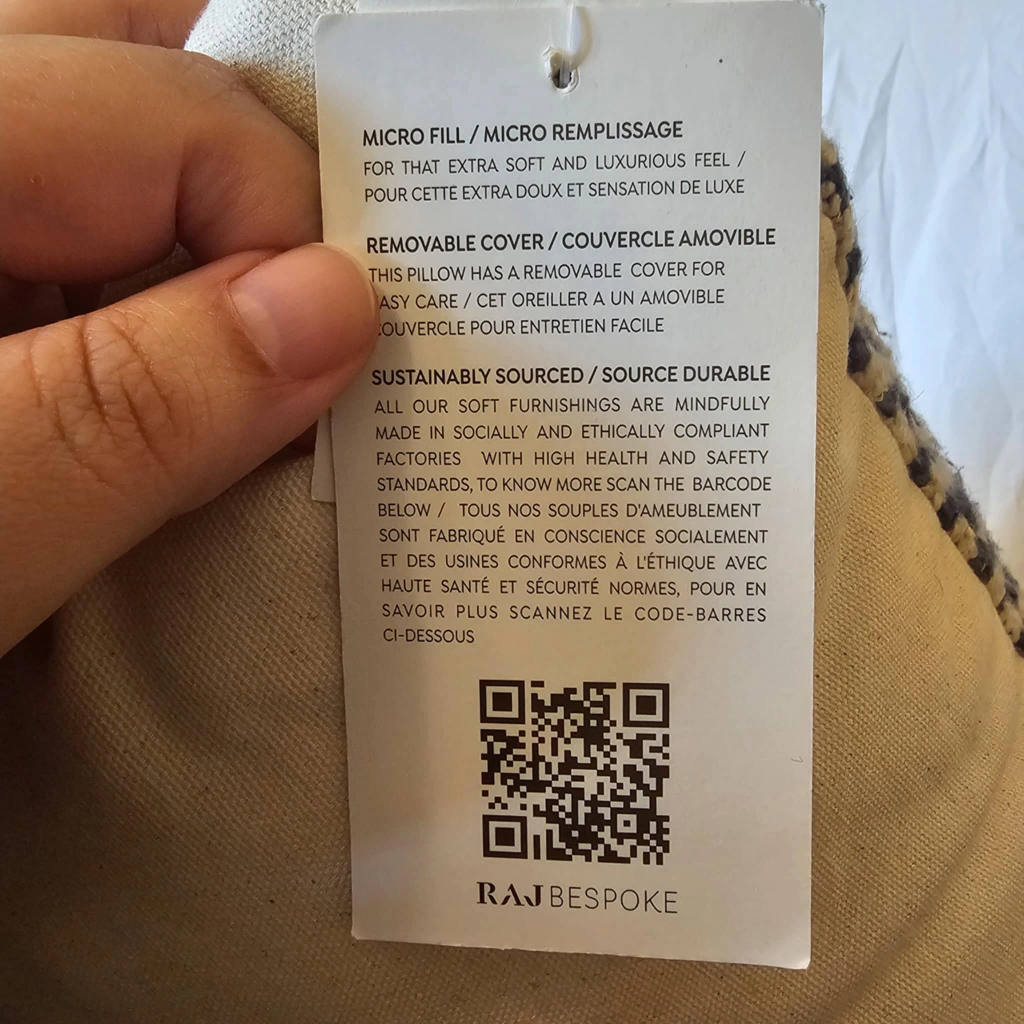 MICRO FILL / MICRO REMPLISSAGE
FOR THAT EXTRA SOFT AND LUXURIOUS FEEL /
POUR CETTE EXTRA DOUX ET SENSATION DE LUXE
REMOVABLE COVER / COUVERCLE AMOVIBLE
THIS PILLOW HAS A REMOVABLE COVER FOR
ASY CARE / CET OREILLER A UN AMOVIBLE
OUVERCLE POUR ENTRETIEN FACILE
SUSTAINABLY SOURCED / SOURCE DURABLE
ALL OUR SOFT FURNISHINGS ARE MINDFULLY
MADE IN SOCIALLY AND ETHICALLY COMPLIANT
FACTORIES WITH HIGH HEALTH AND SAFETY
STANDARDS, TO KNOW MORE SCAN THE BARCODE
BELOW / TOUS NOS SOUPLES D'AMEUBLEMENT
SONT FABRIQUÉ EN CONSCIENCE SOCIALEMENT
ET DES USINES CONFORMES À L'ÉTHIQUE AVEC
HAUTE SANTÉ ET SÉCURITÉ NORMES, POUR EN
SAVOIR PLUS SCANNEZ LE CODE-BARRES
CI-DESSOUS
RAJ BESPOKE